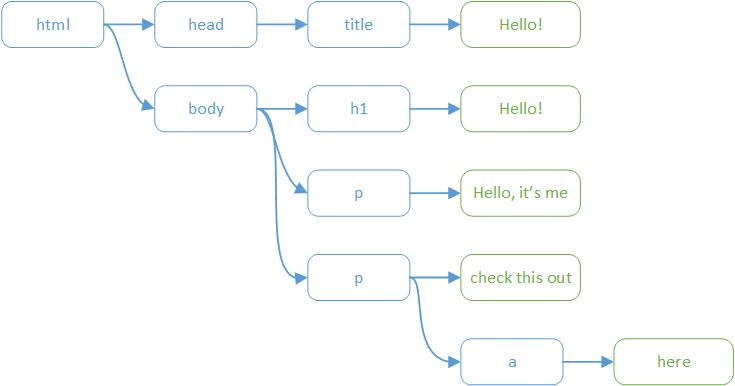 html
head
title
Hello!
body
h1
Hello!
p
Hello, it’s me
p
check this out
a
here